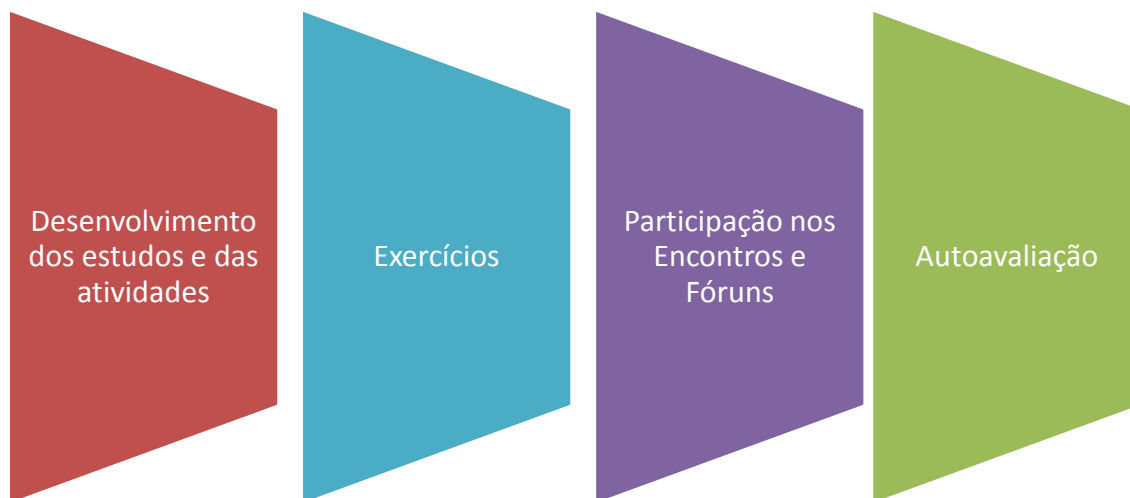 Desenvolvimento
dos estudos e das
atividades
Exercícios
Participação nos
Encontros e
Fóruns
Autoavaliação